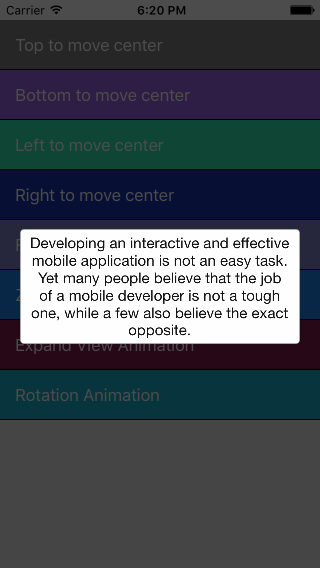 Carrier 6:20 PM
Top to move center
Bottom to move center
Left to move center
Right to move center
Developing an interactive and effective
mobile application is not an easy task.
Yet many people believe that the job
of a mobile developer is not a tough
one, while a few also believe the exact
opposite.
Expand View Animation
Rotation Animation